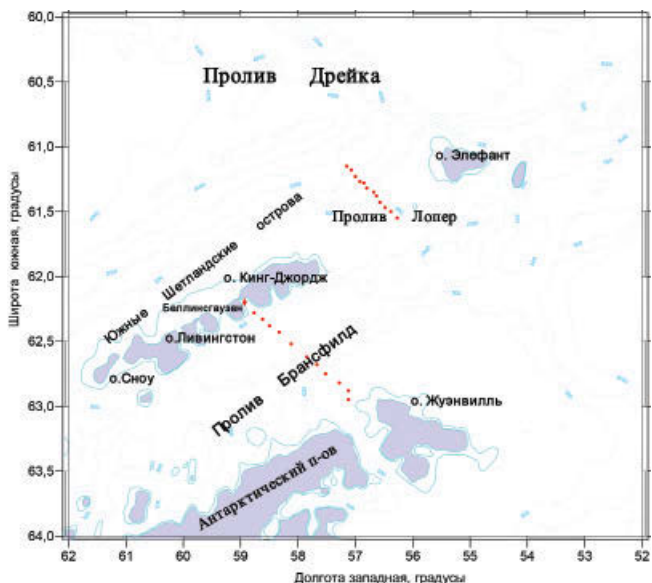 60,0
60,5
61,0
61,5
62,0
62,5
63,0
63,5
64,0
Широта южная, градусы
Пролив Дрейка
о. Элефант
Пролив Лопер
Южные Шетландские острова
о. Кинг-Джордж
Беллинсгаузен
о.Ливингстон
о.Сноу
Пролив Брансфилд
о. Жуэнвилль
Антарктический п-ов
62 61 60 59 58 57 56 55 54 53 52
Долгота западная, градусы